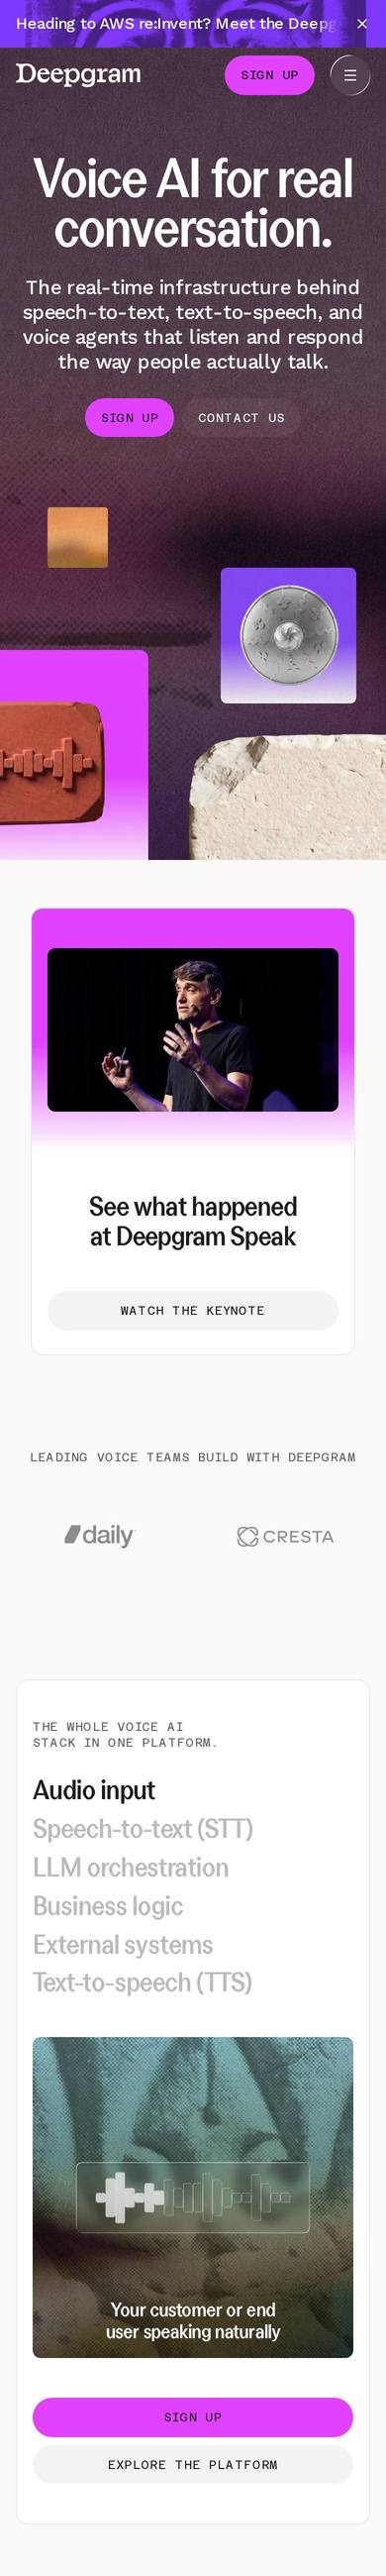 Heading to AWS re:Invent? Meet the Deepg
Deepgram
SIGN UP
Voice AI for real
conversation.
The real-time infrastructure behind
speech-to-text, text-to-speech, and
voice agents that listen and respond
the way people actually talk.
SIGN UP
CONTACT US
See what happened
at Deepgram Speak
WATCH THE KEYNOTE
LEADING VOICE TEAMS BUILD WITH DEEPGRAM
daily
CRESTA
THE WHOLE VOICE AI
STACK IN ONE PLATFORM.
Audio input
Speech-to-text (STT)
LLM orchestration
Business logic
External systems
Text-to-speech (TTS)
Your customer or end
user speaking naturally
SIGN UP
EXPLORE THE PLATFORM